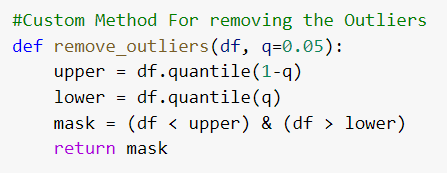 #Custom Method For removing the Outliers
def remove_outliers(df, q=0.05):
    upper = df.quantile(1-q)
    lower = df.quantile(q)
    mask = (df < upper) & (df > lower)
    return mask